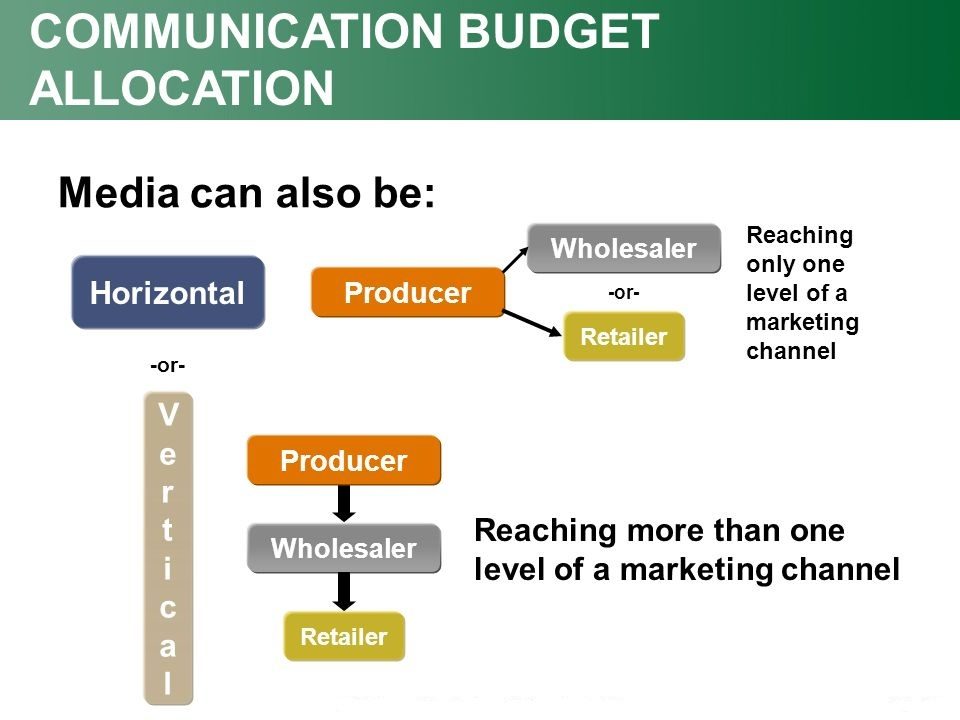 COMMUNICATION BUDGET
ALLOCATION
Media can also be:
Horizontal
Producer
Wholesaler
-or-
Retailer
Reaching
only one
level of a
marketing
channel
-or-
V
e
r
t
i
c
a
l
Producer
Wholesaler
Retailer
Reaching more than one
level of a marketing channel